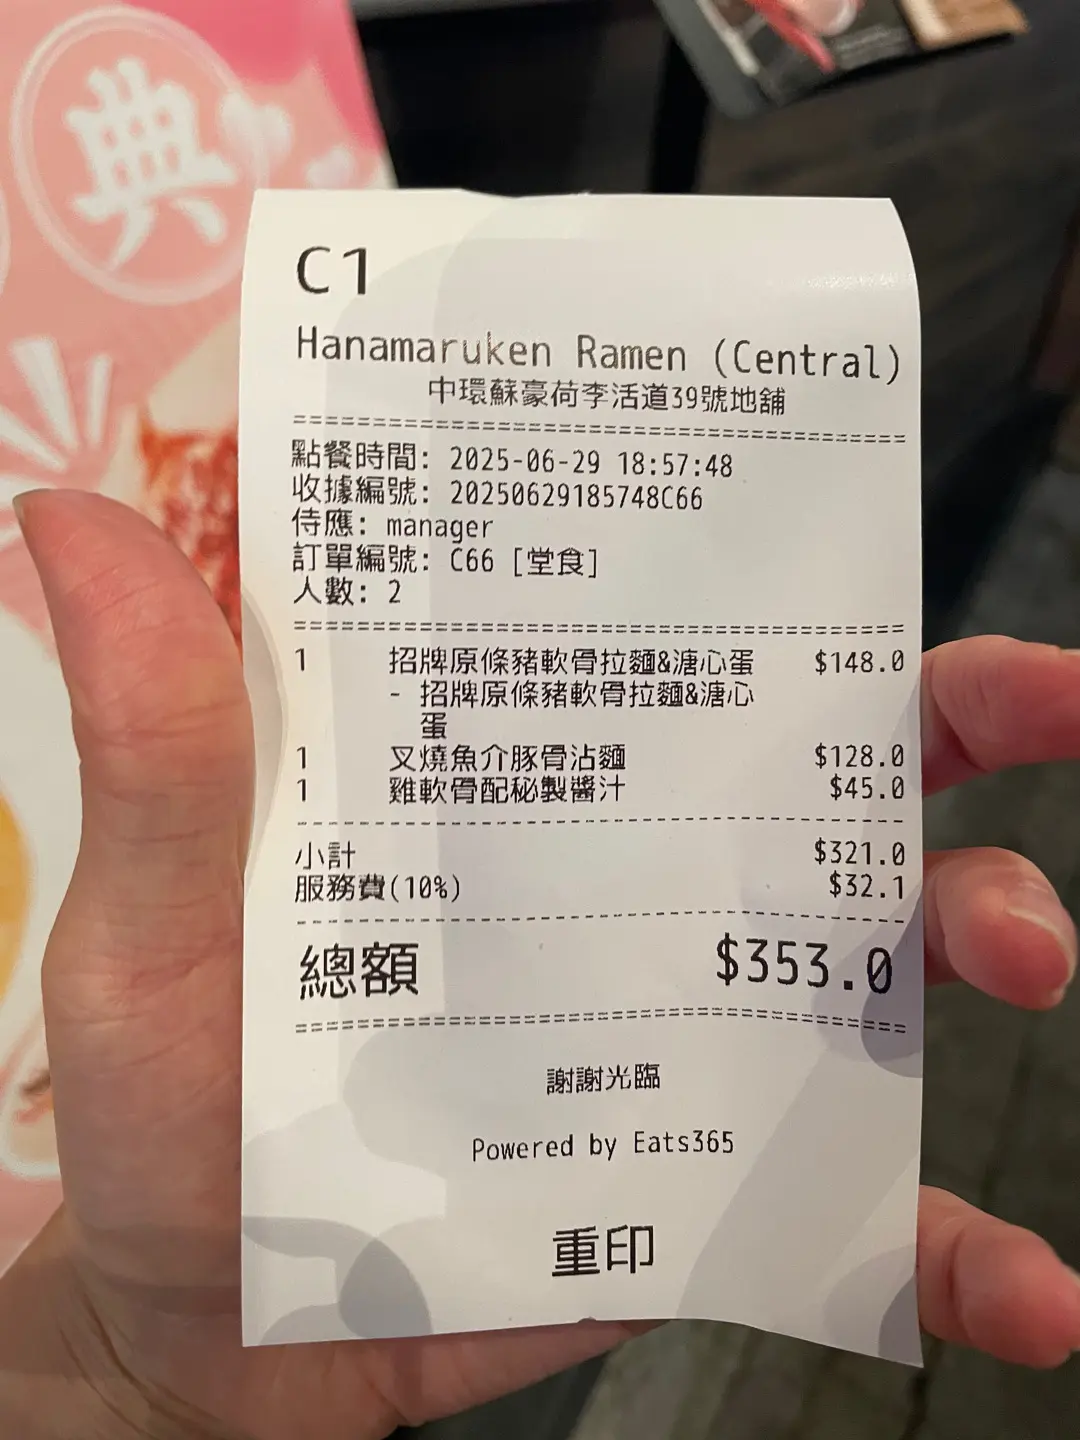 典
C1
Hanamaruken Ramen (Central)
中環蘇豪荷李活道39號地舖
點餐時間: 2025-06-29 18:57:48
收據編號: 20250629185748C66
侍應: manager
訂單編號: C66 [堂食]
人數: 2
1 招牌原條豬軟骨拉麵&溏心蛋 $148.0
- 招牌原條豬軟骨拉麵&溏心
蛋
1 叉燒魚介豚骨沾麵 $128.0
1 雞軟骨配秘製醬汁 $45.0
小計 $321.0
服務費(10%) $32.1
總額 $353.0
謝謝光臨
Powered by Eats365
重印